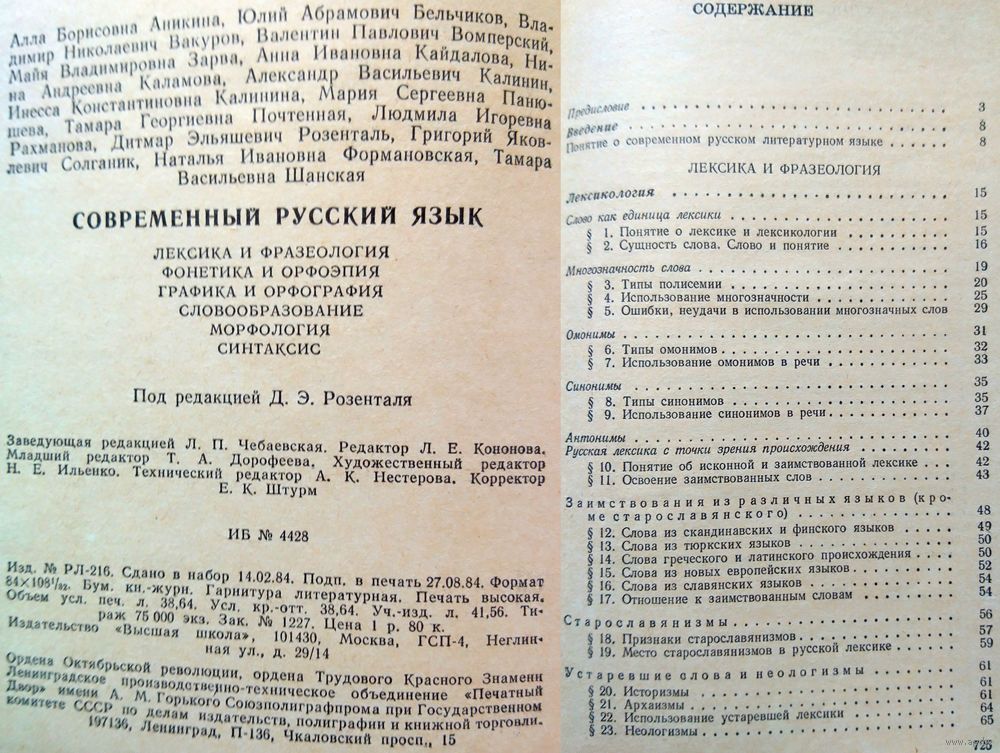 Алла Борисовна Аникина, Юлий Абрамович Бельчиков, Вла-
димир Николаевич Вакуров, Валентин Павлович Вомперский,
Майя Владимировна Зарва, Анна Ивановна Кайдалова, Ни-
на Андреевна Каламова, Александр Васильевич Калинин,
Инесса Константиновна Калинина, Мария Сергеевна Паню-
шева, Тамара Георгиевна Почтенная, Людмила Игоревна
Рахманова, Дитмар Эльяшевич Розенталь, Григорий Яков-
левич Солганик, Наталья Ивановна Формановская, Тамара
Васильевна Шанская
СОВРЕМЕННЫЙ РУССКИЙ ЯЗЫК
ЛЕКСИКА И ФРАЗЕОЛОГИЯ
ФОНЕТИКА И ОРФОЭПИЯ
ГРАФИКА И ОРФОГРАФИЯ
СЛОВООБРАЗОВАНИЕ
МОРФОЛОГИЯ
СИНТАКСИС
Под редакцией Д. Э. Розенталя
Заведующая редакцией Л. П. Чебаевская. Редактор Л. Е. Кононова.
Младший редактор Т. А. Дорофеева, Художественный редактор
Н. Е. Ильенко. Технический редактор А. К. Нестерова. Корректор
Е. К. Штурм
ИБ № 4428
Изд. № РЛ-216. Сдано в набор 14.02.84. Подп. в печать 27.08.84. Формат
84×108¹/₃₂. Бум. кн.-журн. Гарнитура литературная. Печать высокая.
Объем усл. печ. л. 38,64. Усл. кр.-отт. 38,64. Уч.-изд. л. 41,56. Ти-
раж 75 000 экз. Зак. № 1227. Цена 1 р. 80 к.
Издательство «Высшая школа», 101430, Москва, ГСП-4, Неглин-
ная ул., д. 29/14
Ордена Октябрьской революции, ордена Трудового Красного Знамени
Ленинградское производственно-техническое объединение «Печатный
Двор» имени А. М. Горького Союзполиграфпрома при Государственном
комитете СССР по делам издательств, полиграфии и книжной торговли.
197136, Ленинград, П-136, Чкаловский просп., 15
СОДЕРЖАНИЕ
Предисловие . . . 3
Введение . . . 8
Понятие о современном русском литературном языке . . . 8
ЛЕКСИКА И ФРАЗЕОЛОГИЯ
Лексикология . . . 15
Слово как единица лексики . . . 15
§ 1. Понятие о лексике и лексикологии . . . 15
§ 2. Сущность слова. Слово и понятие . . . 16
Многозначность слова . . . 19
§ 3. Типы полисемии . . . 20
§ 4. Использование многозначности . . . 25
§ 5. Ошибки, неудачи в использовании многозначных слов 29
Омонимы . . . 31
§ 6. Типы омонимов . . . 32
§ 7. Использование омонимов в речи . . . 33
Синонимы . . . 35
§ 8. Типы синонимов . . . 35
§ 9. Использование синонимов в речи . . . 37
Антонимы . . . 40
Русская лексика с точки зрения происхождения . . . 42
§ 10. Понятие об исконной и заимствованной лексике . . . 42
§ 11. Освоение заимствованных слов . . . 43
Заимствования из различных языков (кро-
ме старославянского) . . . 48
§ 12. Слова из скандинавских и финского языков . . . 49
§ 13. Слова из тюркских языков . . . 50
§ 14. Слова греческого и латинского происхождения . . . 50
§ 15. Слова из новых европейских языков . . . 52
§ 16. Слова из славянских языков . . . 54
§ 17. Отношение к заимствованным словам . . . 54
Старославянизмы . . . 56
§ 18. Признаки старославянизмов . . . 57
§ 19. Место старославянизмов в русской лексике . . . 59
Устаревшие слова и неологизмы . . . 61
§ 20. Историзмы . . . 61
§ 21. Архаизмы . . . 61
§ 22. Использование устаревшей лексики . . . 64
§ 23. Неологизмы . . . 65
725